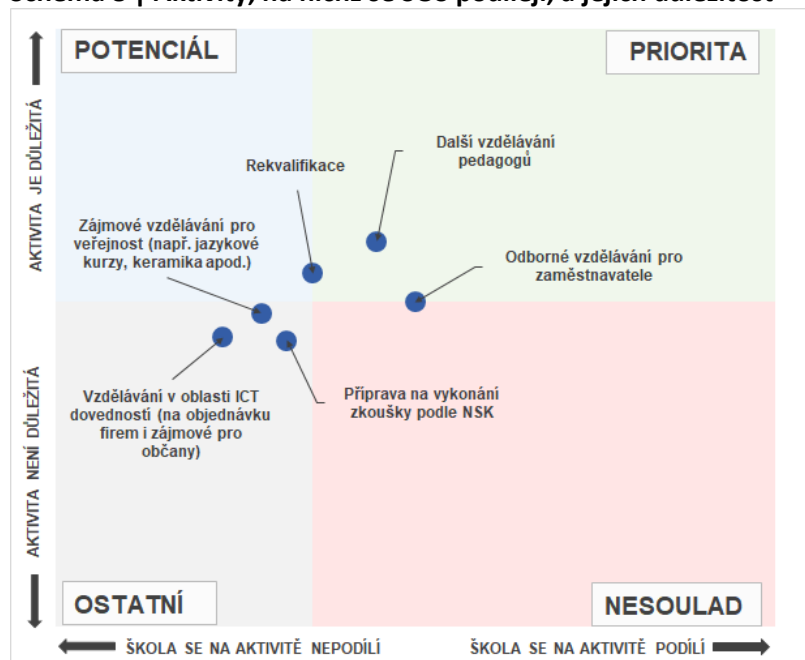 POTENCIÁL
PRIORITA
AKTIVITA JE DŮLEŽITÁ
Další vzdělávání
pedagogů
Rekvalifikace
Zájmové vzdělávání pro
veřejnost (např. jazykové
kurzy, keramika apod.)
Odborné vzdělávání pro
zaměstnavatele
AKTIVITA NENÍ DŮLEŽITÁ
Vzdělávání v oblasti ICT
dovedností (na objednávku
firem i zájmové pro
občany)
Příprava na vykonání
zkoušky podle NSK
OSTATNÍ
NESOULAD
ŠKOLA SE NA AKTIVITĚ NEPODÍLÍ
ŠKOLA SE NA AKTIVITĚ PODÍLÍ